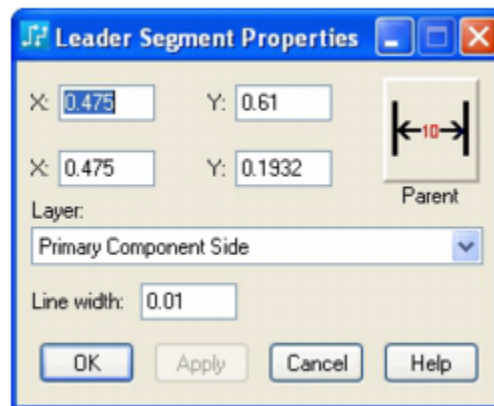 Leader Segment Properties
X: 0.475 Y: 0.61
10
X: 0.475 Y: 0.1932
Parent
Layer:
Primary Component Side
Line width: 0.01
OK Apply Cancel Help